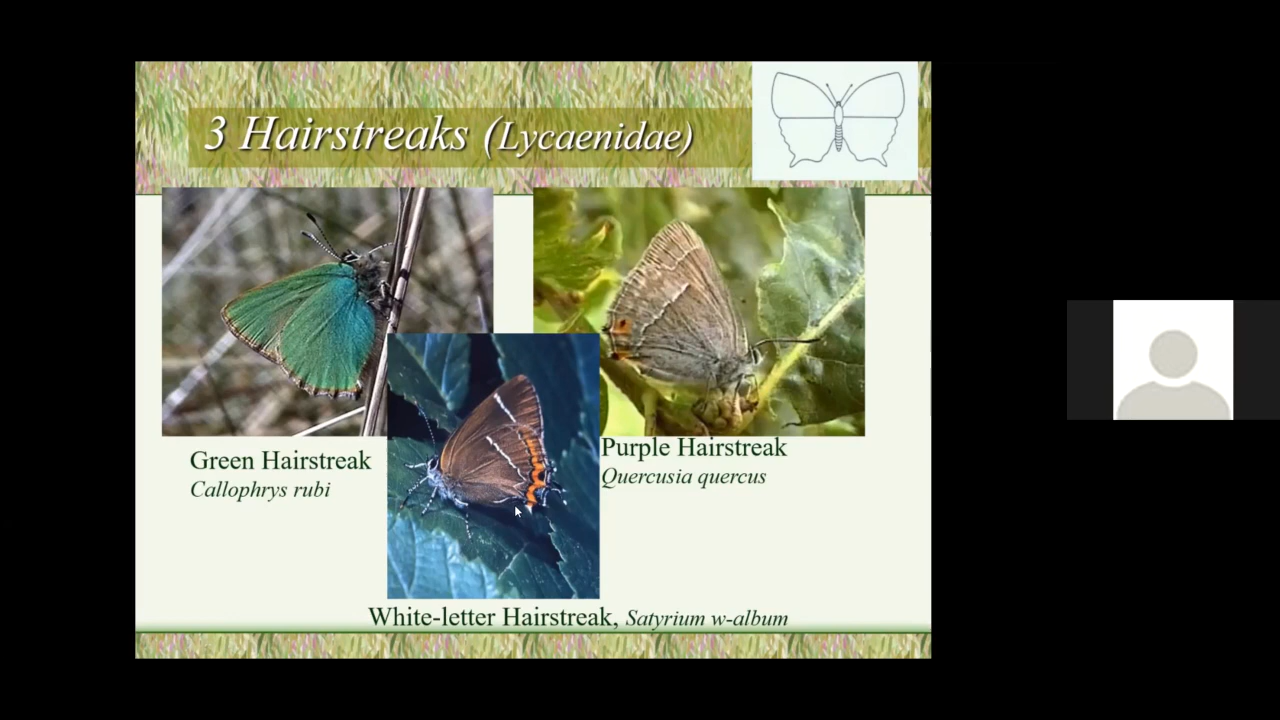 3 Hairstreaks (Lycaenidae)
Green Hairstreak
Callophrys rubi
Purple Hairstreak
Quercusia quercus
White-letter Hairstreak, Satyrium w-album